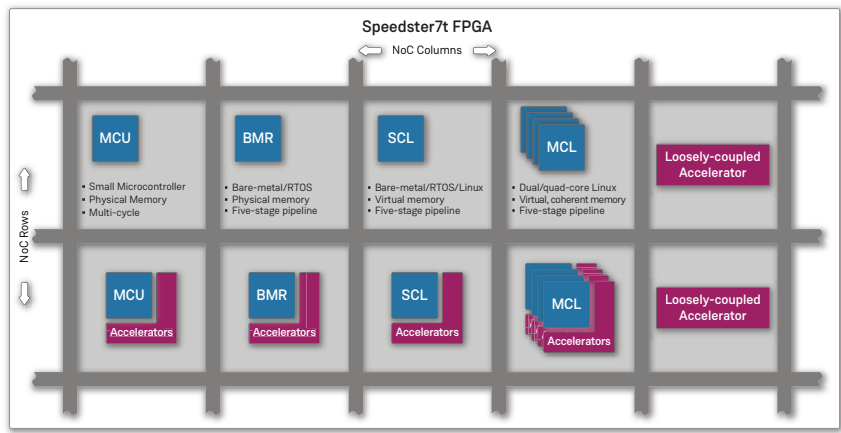 Speedster7t FPGA
NoC Columns
NoC Rows
MCU
BMR
SCL
MCL
Loosely-coupled
Accelerator
▪ Small Microcontroller
▪ Physical Memory
▪ Multi-cycle
▪ Bare-metal/RTOS
▪ Physical memory
▪ Five-stage pipeline
▪ Bare-metal/RTOS/Linux
▪ Virtual memory
▪ Five-stage pipeline
▪ Dual/quad-core Linux
▪ Virtual, coherent memory
▪ Five-stage pipeline
MCU
Accelerators
BMR
Accelerators
SCL
Accelerators
MCL
Accelerators
Loosely-coupled
Accelerator